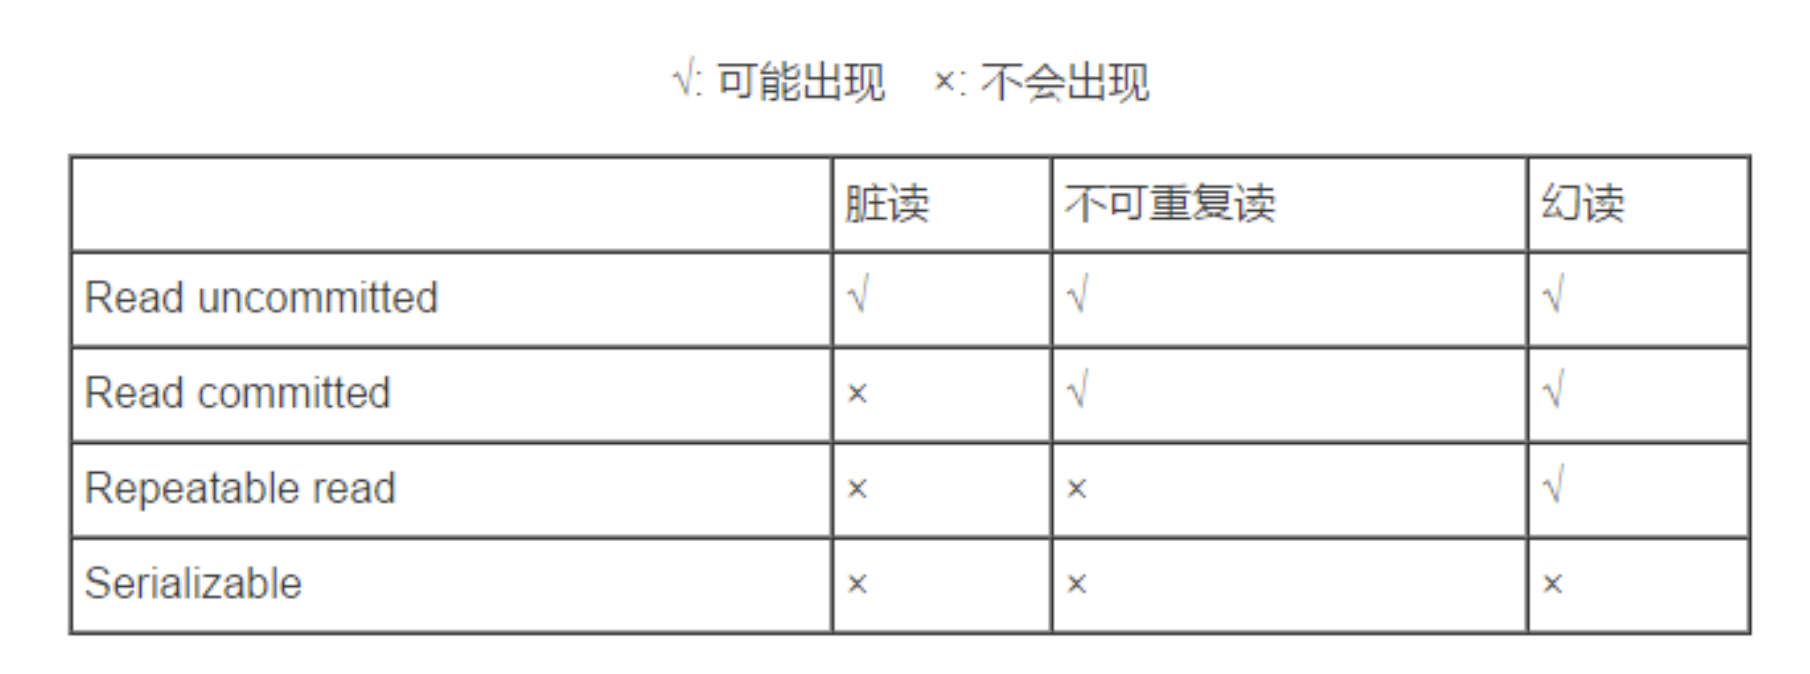 √: 可能出现 ×: 不会出现
脏读 不可重复读 幻读
Read uncommitted √ √ √
Read committed × √ √
Repeatable read × × √
Serializable × × ×